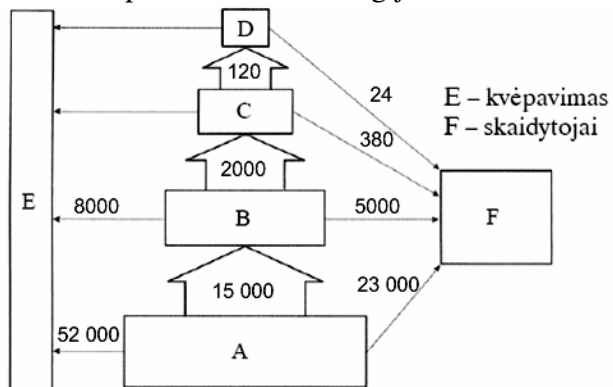 D
120
24
C
380
E – kvėpavimas
F – skaidytojai
2000
E
8000
B
5000
F
15 000
23 000
52 000
A